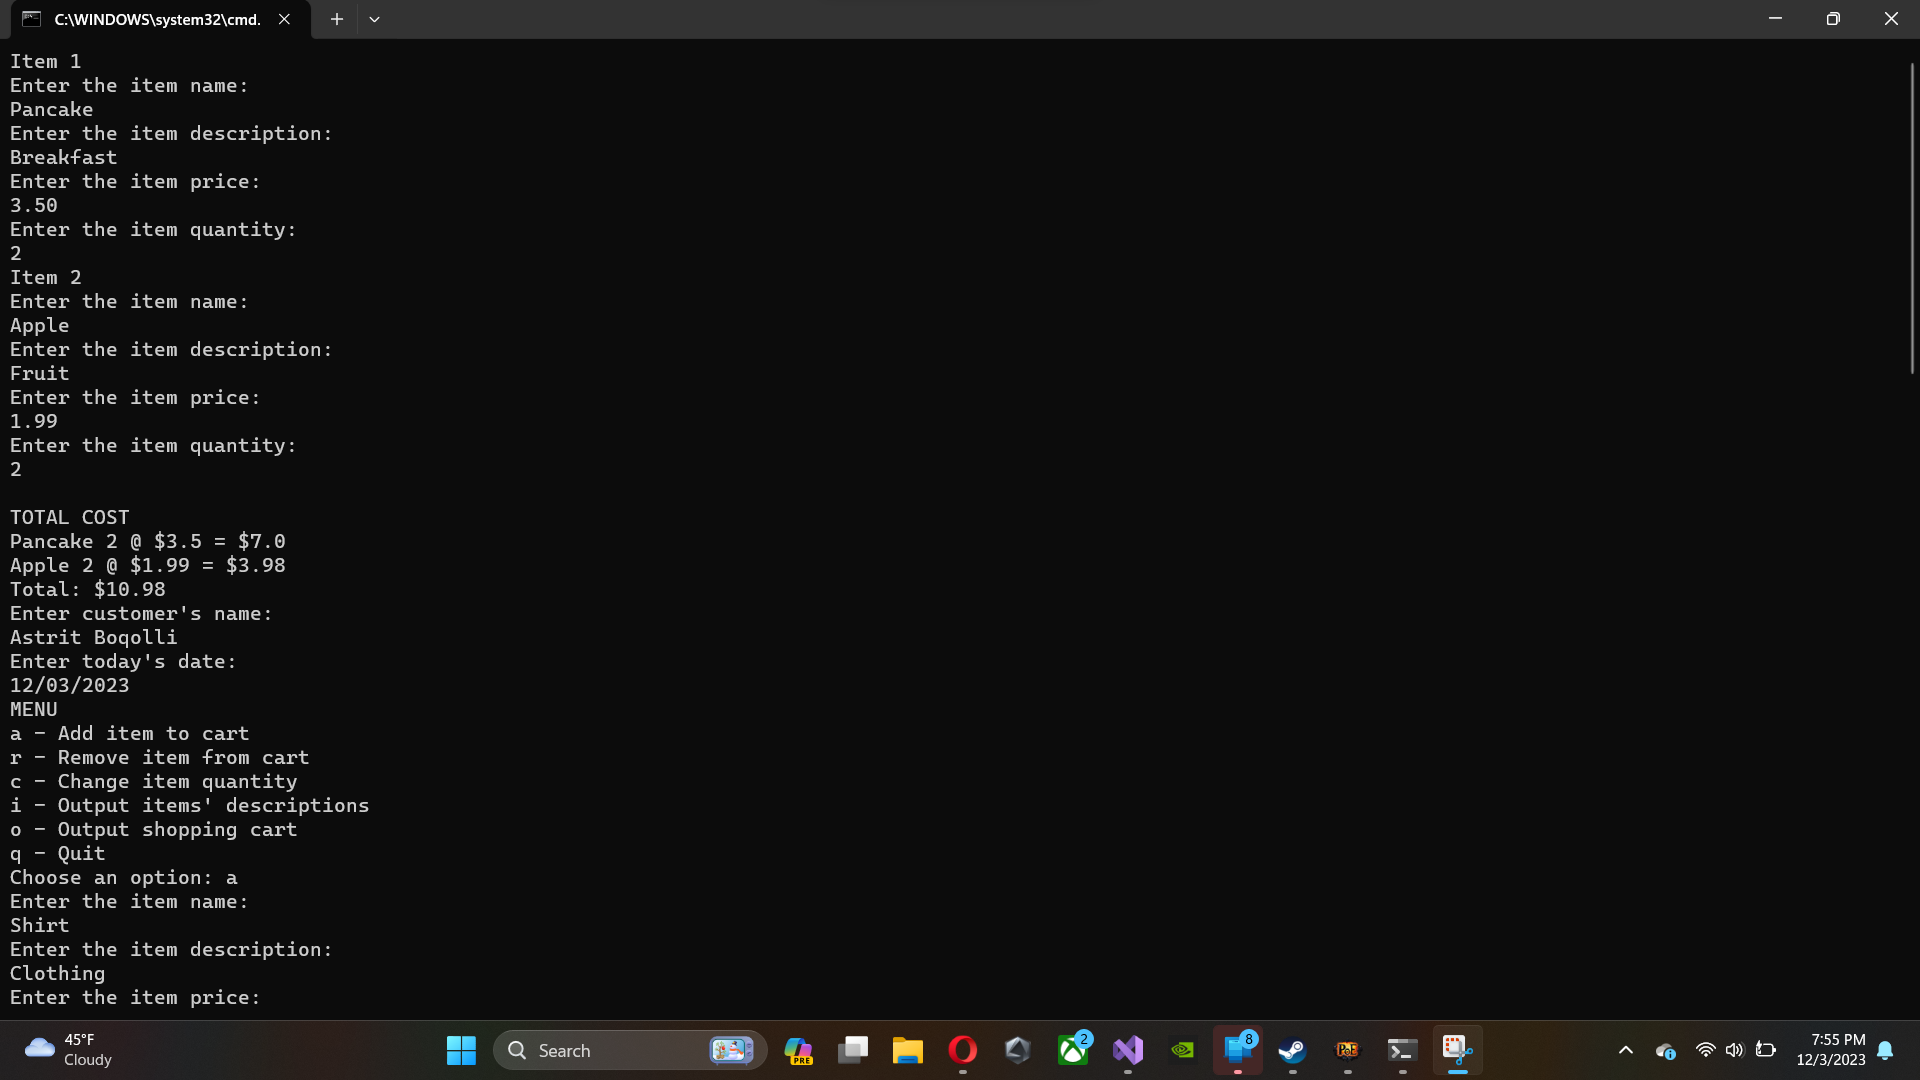 C:\WINDOWS\system32\cmd.
Item 1
Enter the item name:
Pancake
Enter the item description:
Breakfast
Enter the item price:
3.50
Enter the item quantity:
2
Item 2
Enter the item name:
Apple
Enter the item description:
Fruit
Enter the item price:
1.99
Enter the item quantity:
2
TOTAL COST
Pancake 2 @ $3.5 = $7.0
Apple 2 @ $1.99 = $3.98
Total: $10.98
Enter customer's name:
Astrit Boqolli
Enter today's date:
12/03/2023
MENU
a - Add item to cart
r - Remove item from cart
c - Change item quantity
i - Output items' descriptions
o - Output shopping cart
q - Quit
Choose an option: a
Enter the item name:
Shirt
Enter the item description:
Clothing
Enter the item price:
45°F
Cloudy
Search
PRE
2
8
PoE
7:55 PM
12/3/2023